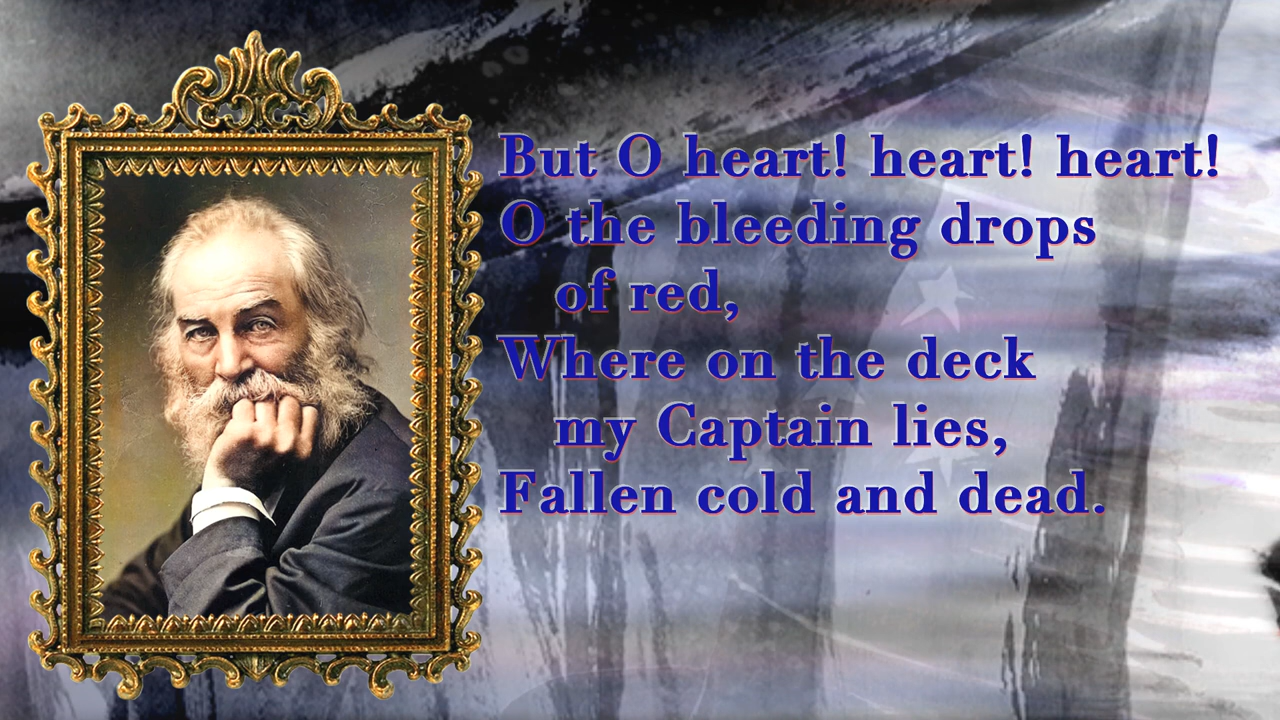 But O heart! heart! heart!
O the bleeding drops
of red,
Where on the deck
my Captain lies,
Fallen cold and dead.